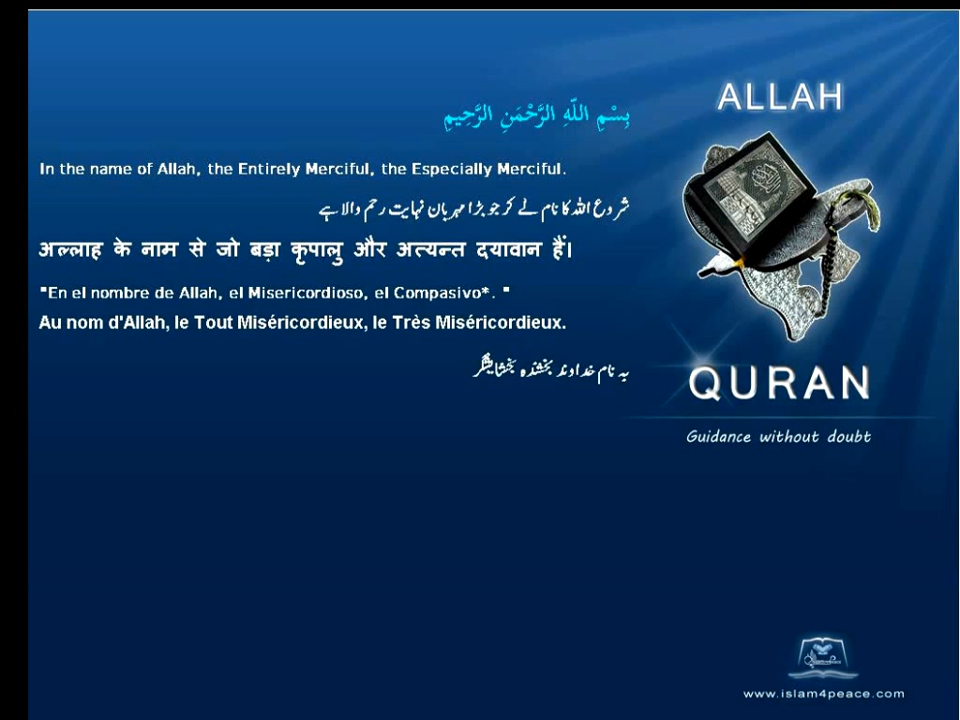 بِسْمِ اللّهِ الرَّحْمَنِ الرَّحِيمِ
In the name of Allah, the Entirely Merciful, the Especially Merciful.
شروع الله کا نام لے کر جو بڑا مہربان نہایت رحم والا ہے
अल्लाह के नाम से जो बड़ा कृपालु और अत्यन्त दयावान हैं।
"En el nombre de Allah, el Misericordioso, el Compasivo*. "
Au nom d'Allah, le Tout Miséricordieux, le Très Miséricordieux.
به نام خداوند بخشنده بخشایشگر
ALLAH
QURAN
Guidance without doubt
www.islam4peace.com